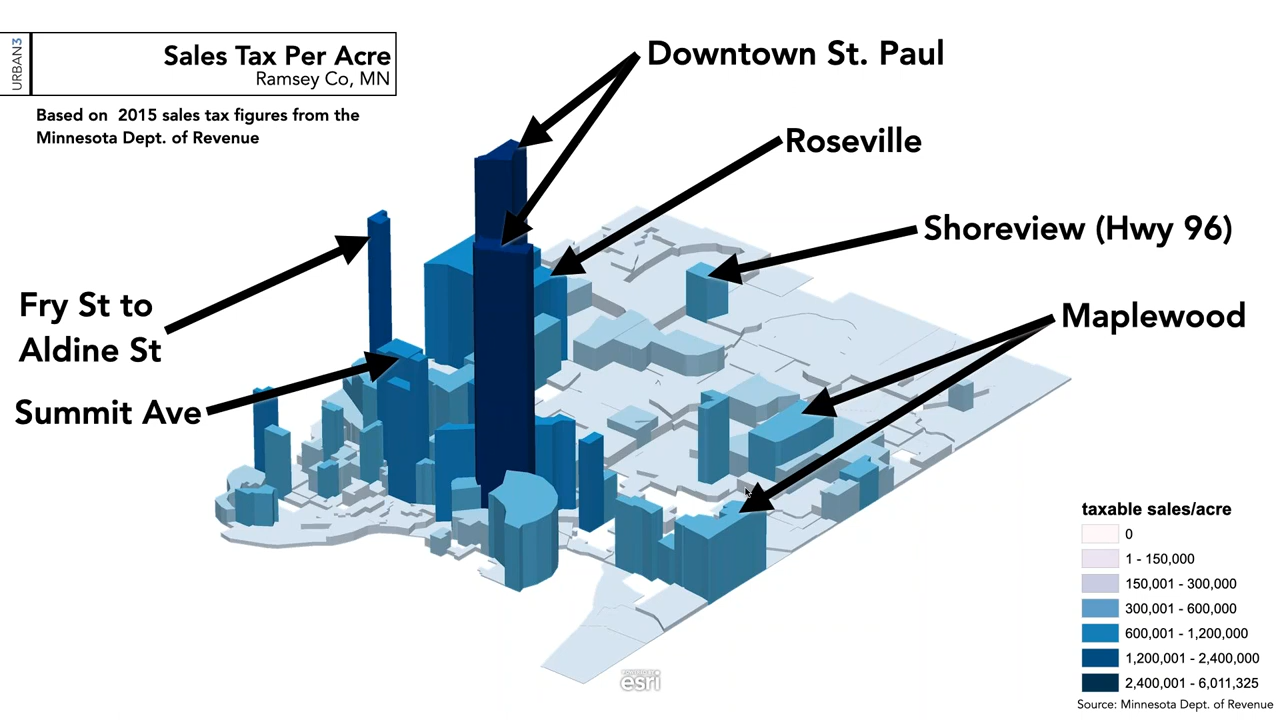 URBAN3
Sales Tax Per Acre
Ramsey Co, MN
Based on 2015 sales tax figures from the
Minnesota Dept. of Revenue
Downtown St. Paul
Roseville
Shoreview (Hwy 96)
Maplewood
Fry St to
Aldine St
Summit Ave
taxable sales/acre
0
1 - 150,000
150,001 - 300,000
300,001 - 600,000
600,001 - 1,200,000
1,200,001 - 2,400,000
2,400,001 - 6,011,325
Source: Minnesota Dept. of Revenue
esri